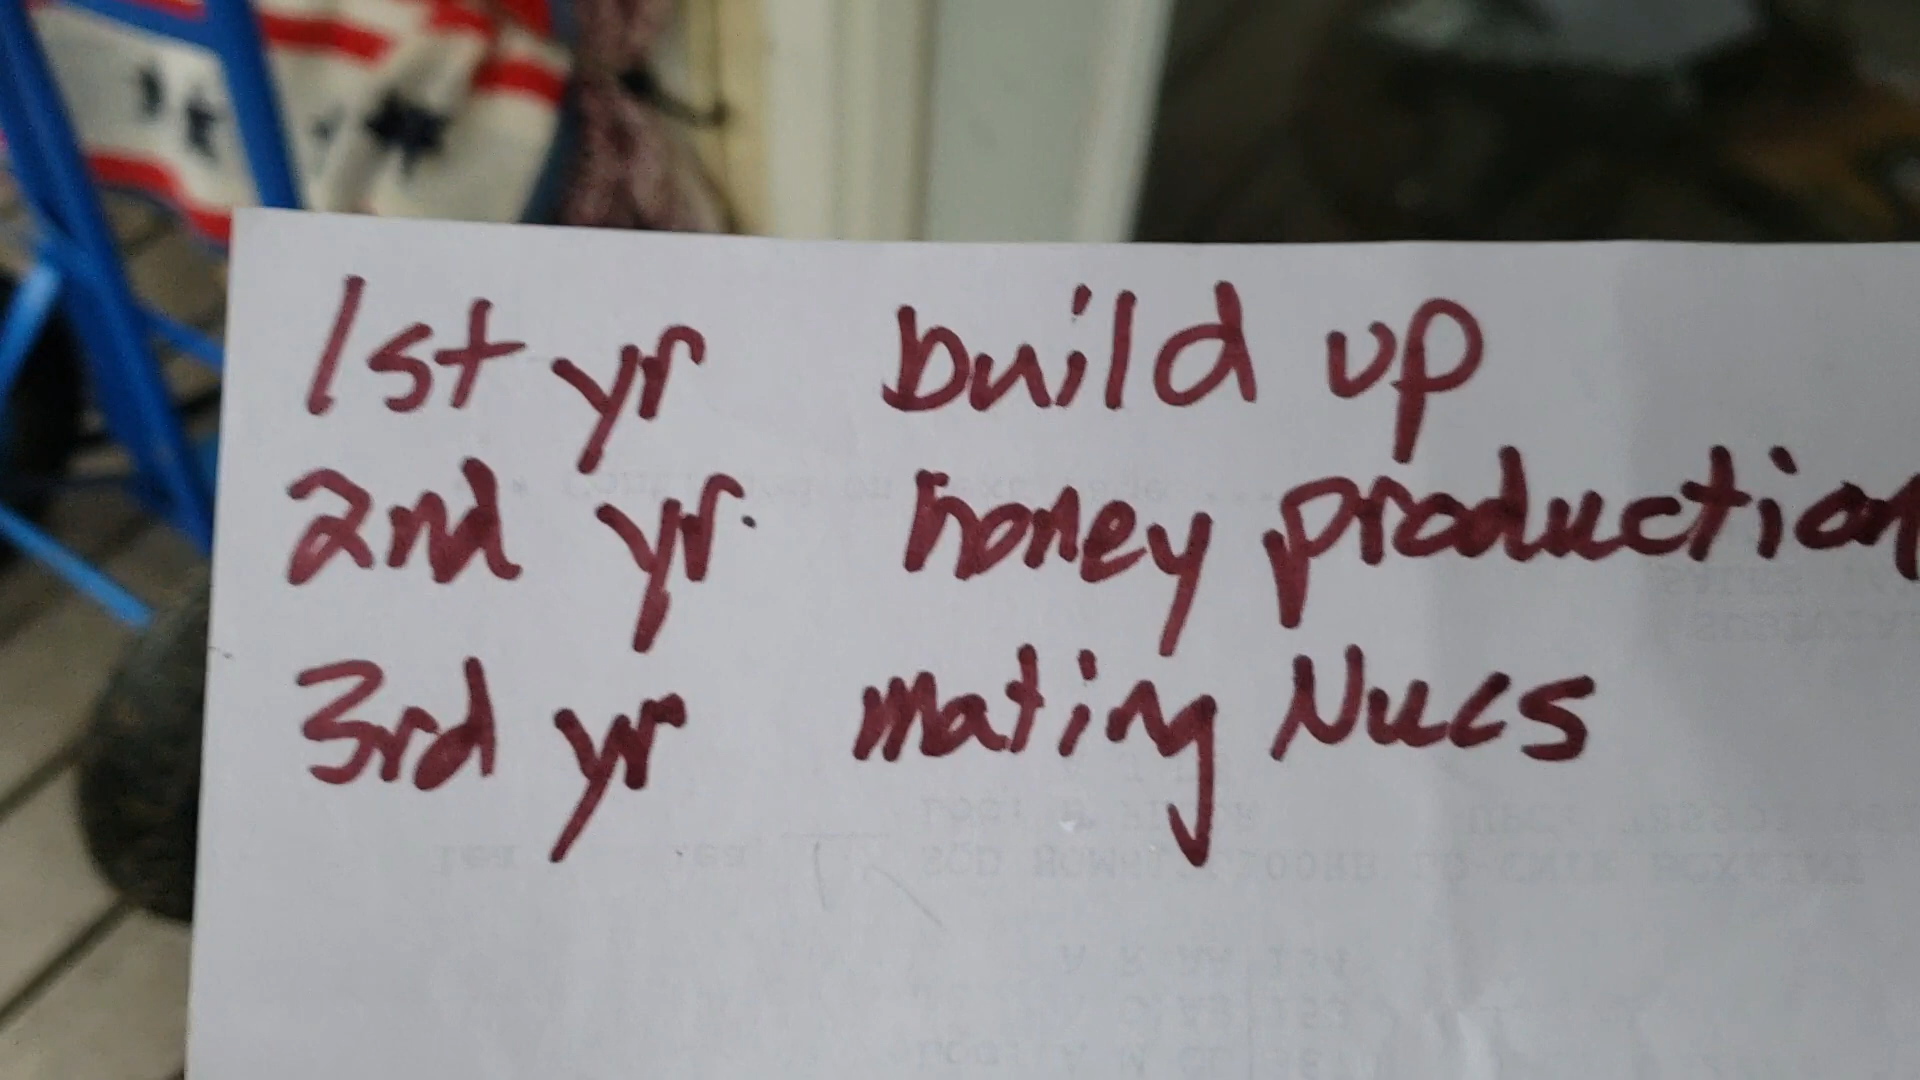 1st yr build up
2nd yr. honey production
3rd yr mating Nucs